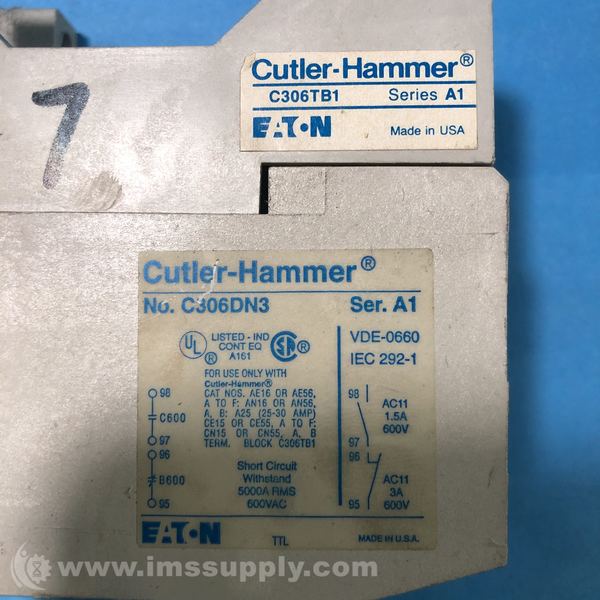 7
Cutler-Hammer®
C306TB1 Series A1
EATON Made in USA
Cutler-Hammer®
No. C306DN3 Ser. A1
UL ® LISTED - IND
CONT EQ
A161
SA ®
VDE-0660
IEC 292-1
FOR USE ONLY WITH
Cutler-Hammer®
CAT NOS. AE16 OR AE56,
A TO F: AN16 OR AN56,
A, B: A25 (25-30 AMP)
CE15 OR CE55, A TO F:
CN15 OR CN55, A, B
TERM. BLOCK C306TB1
98
C600
97
96
B600
95
Short Circuit
Withstand
5000A RMS
600VAC
98
AC11
1.5A
600V
97
96
AC11
3A
600V
95
EATON TTL MADE IN U.S.A.
www.imssupply.com